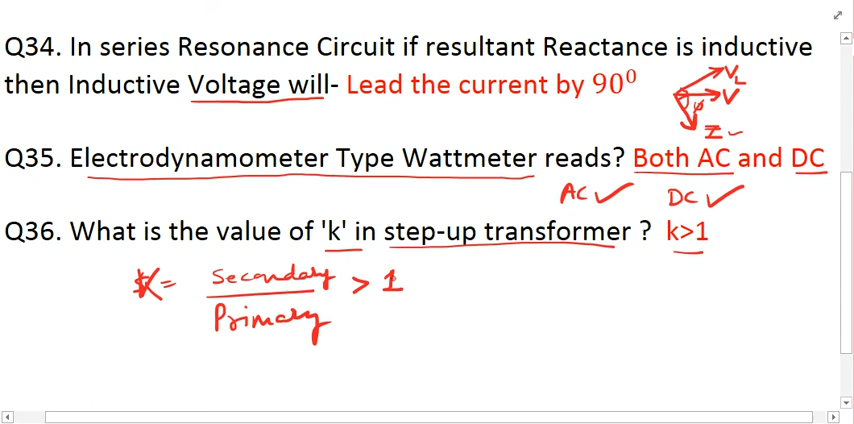 Q34. In series Resonance Circuit if resultant Reactance is inductive
then Inductive Voltage will- Lead the current by 90⁰
V_L
V
φ
I
Q35. Electrodynamometer Type Wattmeter reads? Both AC and DC
AC ✓ DC ✓
Q36. What is the value of 'k' in step-up transformer ? k>1
K = Secondary / Primary > 1